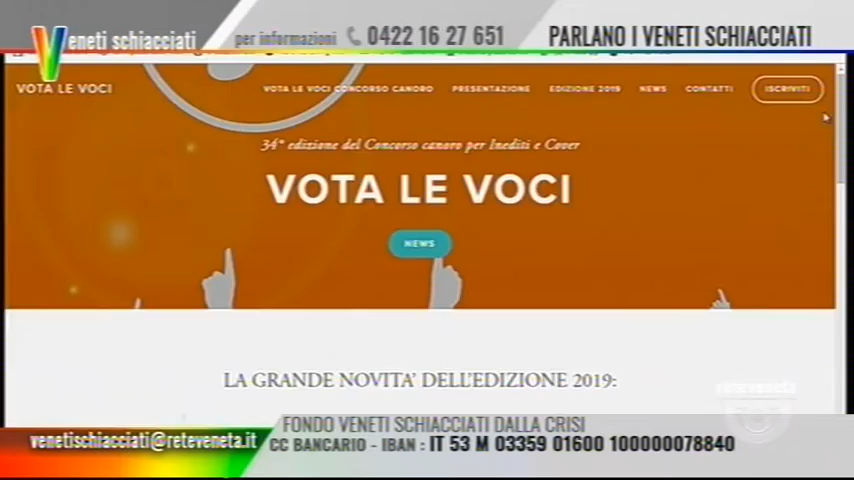 Veneti schiacciati
per informazioni 0422 16 27 651
PARLANO I VENETI SCHIACCIATI
VOTA LE VOCI
VOTA LE VOCI CONCORSO CANORO PRESENTAZIONE EDIZIONE 2019 NEWS CONTATTI ISCRIVITI
34° edizione del Concorso canoro per Inediti e Cover
VOTA LE VOCI
NEWS
LA GRANDE NOVITA' DELL'EDIZIONE 2019:
reteveneta
FONDO VENETI SCHIACCIATI DALLA CRISI
venetischiacciati@reteveneta.it
CC BANCARIO - IBAN : IT 53 M 03359 01600 100000078840